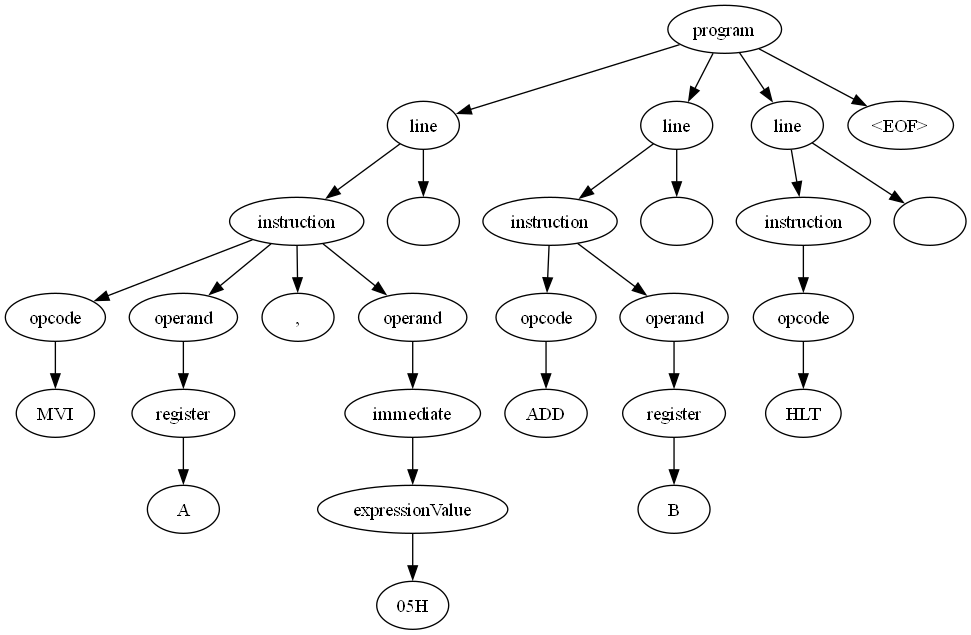 program
line
line
line
<EOF>
instruction
instruction
instruction
opcode
operand
,
operand
opcode
operand
opcode
MVI
register
immediate
ADD
register
HLT
A
expressionValue
B
05H